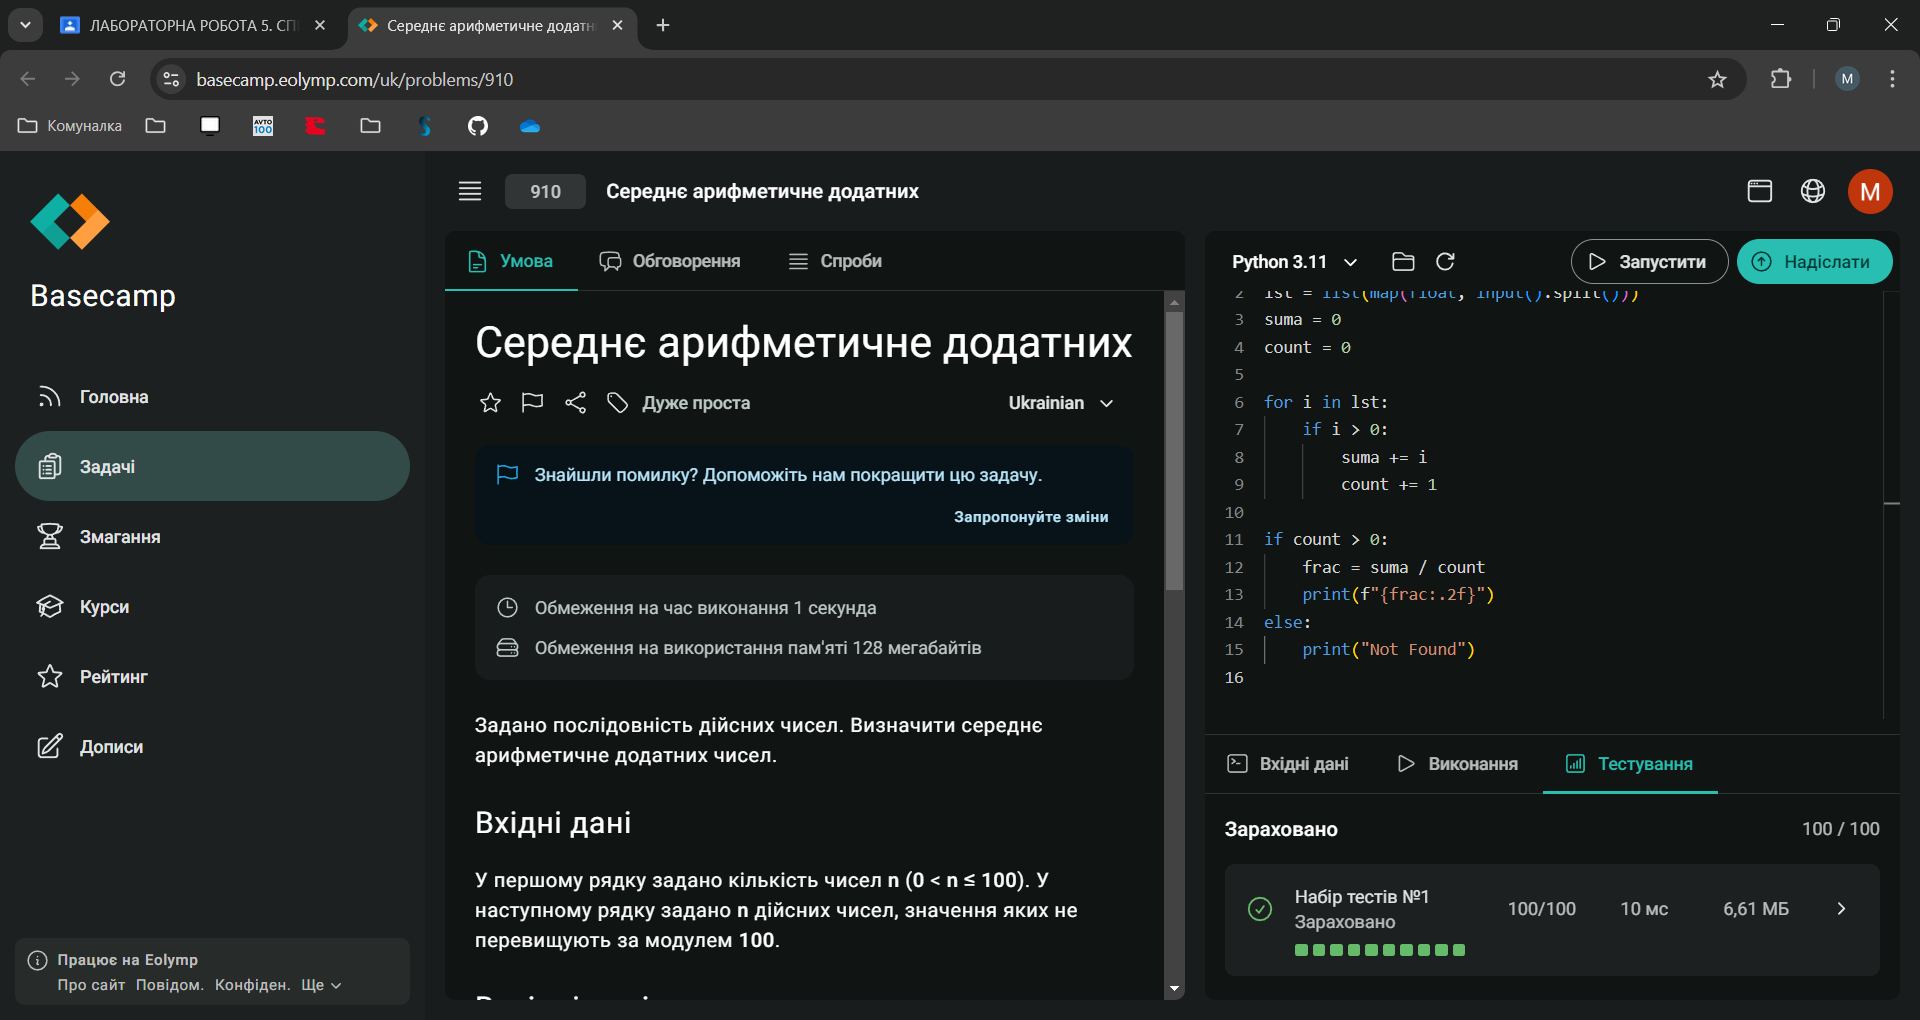 ЛАБОРАТОРНА РОБОТА 5. СП
Середнє арифметичне додатн
basecamp.eolymp.com/uk/problems/910
M
Комуналка
AVTO
100
Basecamp
Головна
Задачі
Змагання
Курси
Рейтинг
Дописи
Працює на Eolymp
Про сайт Повідом. Конфіден. Ще
910 Середнє арифметичне додатних
M
Умова Обговорення Спроби
Середнє арифметичне додатних
Дуже проста Ukrainian
Знайшли помилку? Допоможіть нам покращити цю задачу.
Запропонуйте зміни
Обмеження на час виконання 1 секунда
Обмеження на використання пам'яті 128 мегабайтів
Задано послідовність дійсних чисел. Визначити середнє
арифметичне додатних чисел.
Вхідні дані
У першому рядку задано кількість чисел n (0 < n ≤ 100). У
наступному рядку задано n дійсних чисел, значення яких не
перевищують за модулем 100.
Python 3.11 Запустити Надіслати
2 lst = list(map(float, input().split()))
3 suma = 0
4 count = 0
5
6 for i in lst:
7 if i > 0:
8 suma += i
9 count += 1
10
11 if count > 0:
12 frac = suma / count
13 print(f"{frac:.2f}")
14 else:
15 print("Not Found")
16
Вхідні дані Виконання Тестування
Зараховано 100 / 100
Набір тестів №1 100/100 10 мс 6,61 МБ
Зараховано